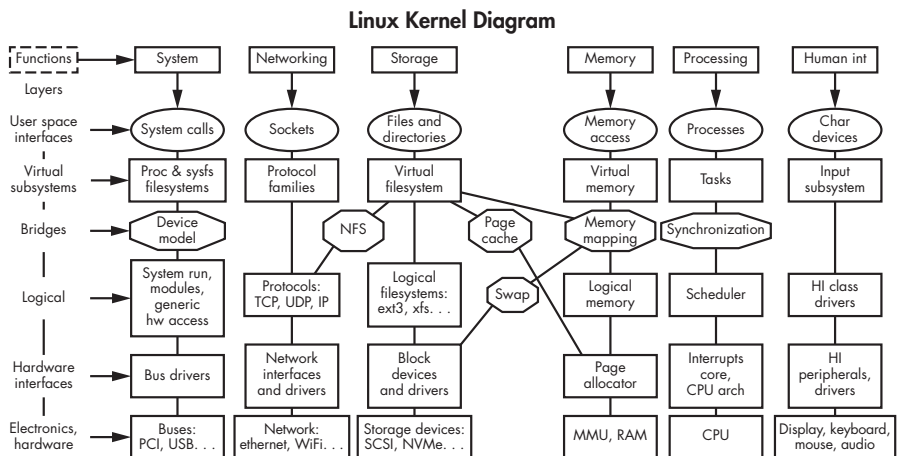 Linux Kernel Diagram
Functions
System
Networking
Storage
Memory
Processing
Human int
Layers
User space
interfaces
System calls
Sockets
Files and
directories
Memory
access
Processes
Char
devices
Virtual
subsystems
Proc & sysfs
filesystems
Protocol
families
Virtual
filesystem
Virtual
memory
Tasks
Input
subsystem
Bridges
Device
model
NFS
Page
cache
Memory
mapping
Synchronization
Logical
System run,
modules,
generic
hw access
Protocols:
TCP, UDP, IP
Logical
filesystems:
ext3, xfs. . .
Swap
Logical
memory
Scheduler
HI class
drivers
Hardware
interfaces
Bus drivers
Network
interfaces
and drivers
Block
devices
and drivers
Page
allocator
Interrupts
core,
CPU arch
HI
peripherals,
drivers
Electronics,
hardware
Buses:
PCI, USB. . .
Network:
ethernet, WiFi. . .
Storage devices:
SCSI, NVMe. . .
MMU, RAM
CPU
Display, keyboard,
mouse, audio